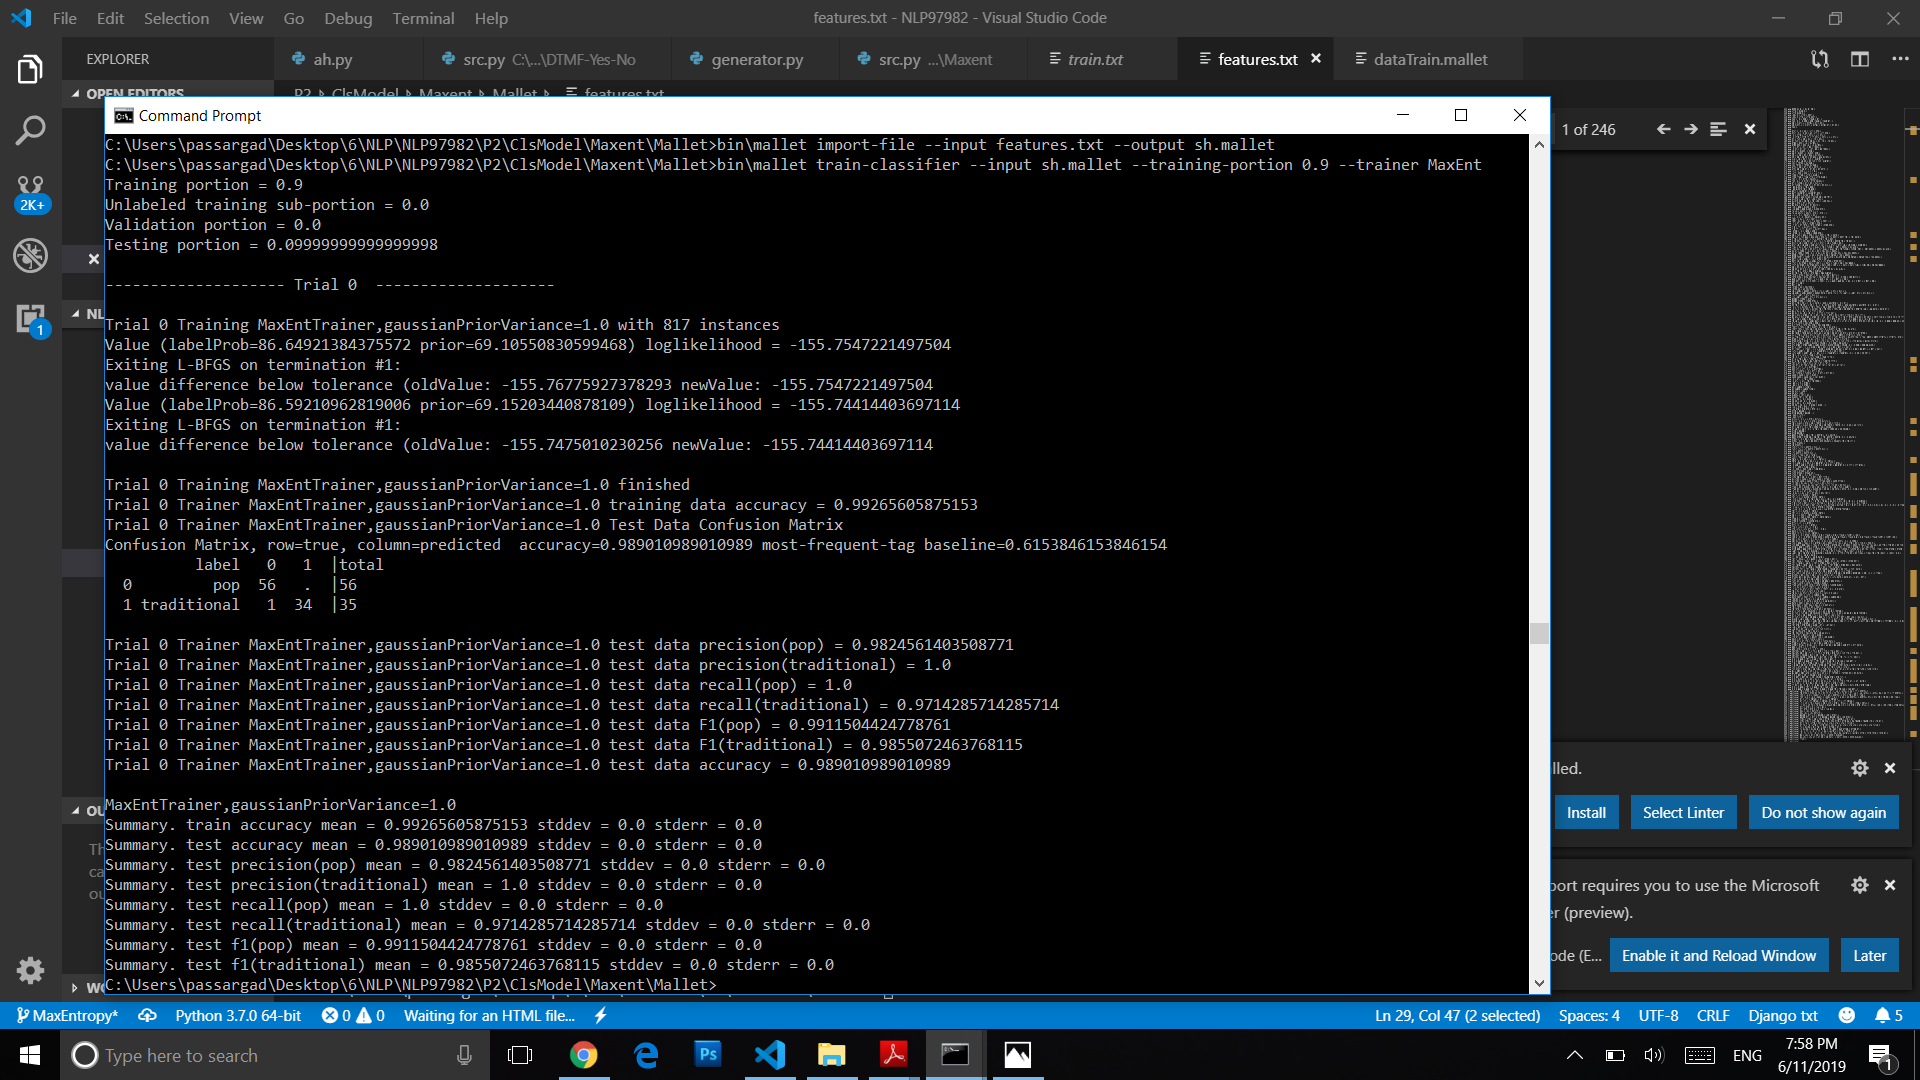 File Edit Selection View Go Debug Terminal Help
features.txt - NLP97982 - Visual Studio Code
EXPLORER
ah.py
src.py C:\...\DTMF-Yes-No
generator.py
src.py ...\Maxent
train.txt
features.txt
dataTrain.mallet
OPEN EDITORS
P2 ClsModel Maxent Mallet features.txt
Command Prompt
1 of 246
C:\Users\passargad\Desktop\6\NLP\NLP97982\P2\ClsModel\Maxent\Mallet>bin\mallet import-file --input features.txt --output sh.mallet
C:\Users\passargad\Desktop\6\NLP\NLP97982\P2\ClsModel\Maxent\Mallet>bin\mallet train-classifier --input sh.mallet --training-portion 0.9 --trainer MaxEnt
Training portion = 0.9
Unlabeled training sub-portion = 0.0
Validation portion = 0.0
Testing portion = 0.09999999999999998
-------------------- Trial 0  --------------------
Trial 0 Training MaxEntTrainer,gaussianPriorVariance=1.0 with 817 instances
Value (labelProb=86.64921384375572 prior=69.10550830599468) loglikelihood = -155.7547221497504
Exiting L-BFGS on termination #1:
value difference below tolerance (oldValue: -155.76775927378293 newValue: -155.7547221497504
Value (labelProb=86.59210962819006 prior=69.15203440878109) loglikelihood = -155.74414403697114
Exiting L-BFGS on termination #1:
value difference below tolerance (oldValue: -155.7475010230256 newValue: -155.74414403697114
Trial 0 Training MaxEntTrainer,gaussianPriorVariance=1.0 finished
Trial 0 Trainer MaxEntTrainer,gaussianPriorVariance=1.0 training data accuracy = 0.99265605875153
Trial 0 Trainer MaxEntTrainer,gaussianPriorVariance=1.0 Test Data Confusion Matrix
Confusion Matrix, row=true, column=predicted  accuracy=0.989010989010989 most-frequent-tag baseline=0.6153846153846154
label   0   1  |total
0         pop  56   .  |56
1 traditional   1  34  |35
Trial 0 Trainer MaxEntTrainer,gaussianPriorVariance=1.0 test data precision(pop) = 0.9824561403508771
Trial 0 Trainer MaxEntTrainer,gaussianPriorVariance=1.0 test data precision(traditional) = 1.0
Trial 0 Trainer MaxEntTrainer,gaussianPriorVariance=1.0 test data recall(pop) = 1.0
Trial 0 Trainer MaxEntTrainer,gaussianPriorVariance=1.0 test data recall(traditional) = 0.9714285714285714
Trial 0 Trainer MaxEntTrainer,gaussianPriorVariance=1.0 test data F1(pop) = 0.9911504424778761
Trial 0 Trainer MaxEntTrainer,gaussianPriorVariance=1.0 test data F1(traditional) = 0.9855072463768115
Trial 0 Trainer MaxEntTrainer,gaussianPriorVariance=1.0 test data accuracy = 0.989010989010989
MaxEntTrainer,gaussianPriorVariance=1.0
Summary. train accuracy mean = 0.99265605875153 stddev = 0.0 stderr = 0.0
Summary. test accuracy mean = 0.989010989010989 stddev = 0.0 stderr = 0.0
Summary. test precision(pop) mean = 0.9824561403508771 stddev = 0.0 stderr = 0.0
Summary. test precision(traditional) mean = 1.0 stddev = 0.0 stderr = 0.0
Summary. test recall(pop) mean = 1.0 stddev = 0.0 stderr = 0.0
Summary. test recall(traditional) mean = 0.9714285714285714 stddev = 0.0 stderr = 0.0
Summary. test f1(pop) mean = 0.9911504424778761 stddev = 0.0 stderr = 0.0
Summary. test f1(traditional) mean = 0.9855072463768115 stddev = 0.0 stderr = 0.0
C:\Users\passargad\Desktop\6\NLP\NLP97982\P2\ClsModel\Maxent\Mallet>
2K+
1
NL
OU
Th
ca
ou
WO
lled.
Install Select Linter Do not show again
port requires you to use the Microsoft
er (preview).
ode (E... Enable it and Reload Window Later
MaxEntropy* Python 3.7.0 64-bit 0 0 Waiting for an HTML file...
Ln 29, Col 47 (2 selected) Spaces: 4 UTF-8 CRLF Django txt 5
Type here to search
Ps
ENG
7:58 PM
6/11/2019
1